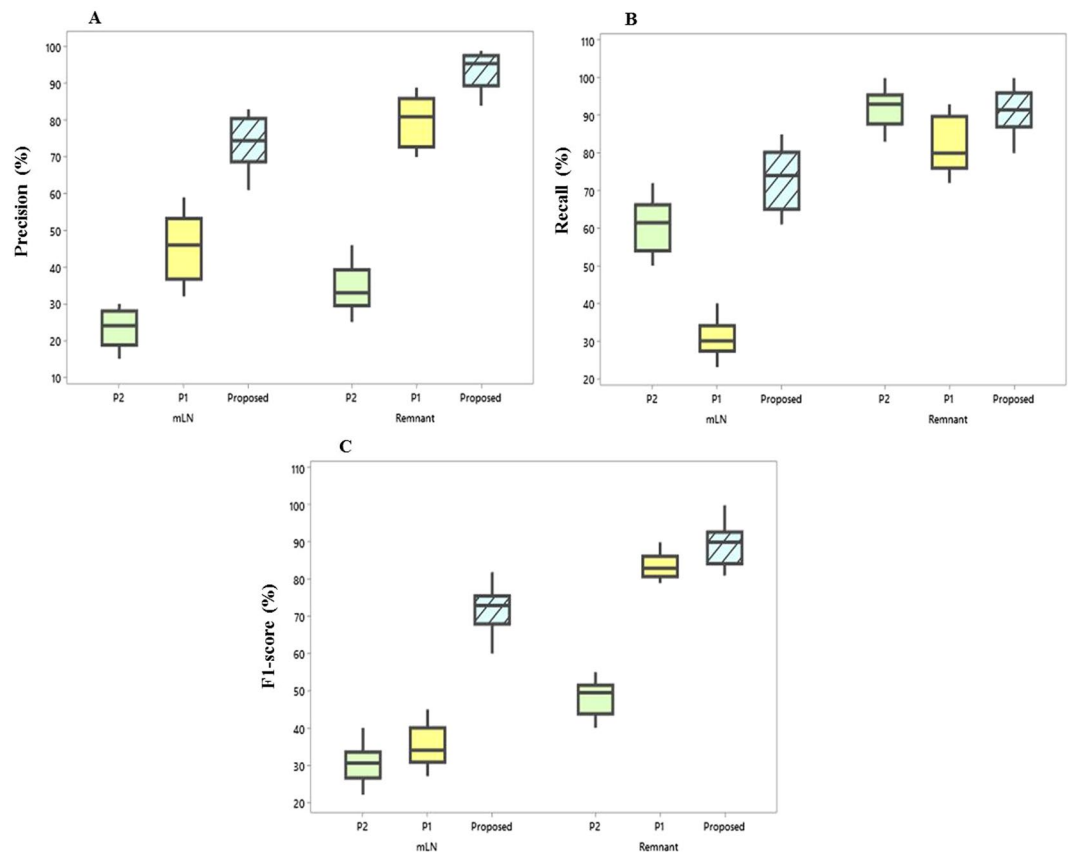 A
Precision (%)
100
90
80
70
60
50
40
30
20
10
P2 P1 Proposed P2 P1 Proposed
mLN Remnant
B
Recall (%)
110
100
90
80
70
60
50
40
30
20
P2 P1 Proposed P2 P1 Proposed
mLN Remnant
C
F1-score (%)
110
100
90
80
70
60
50
40
30
20
P2 P1 Proposed P2 P1 Proposed
mLN Remnant